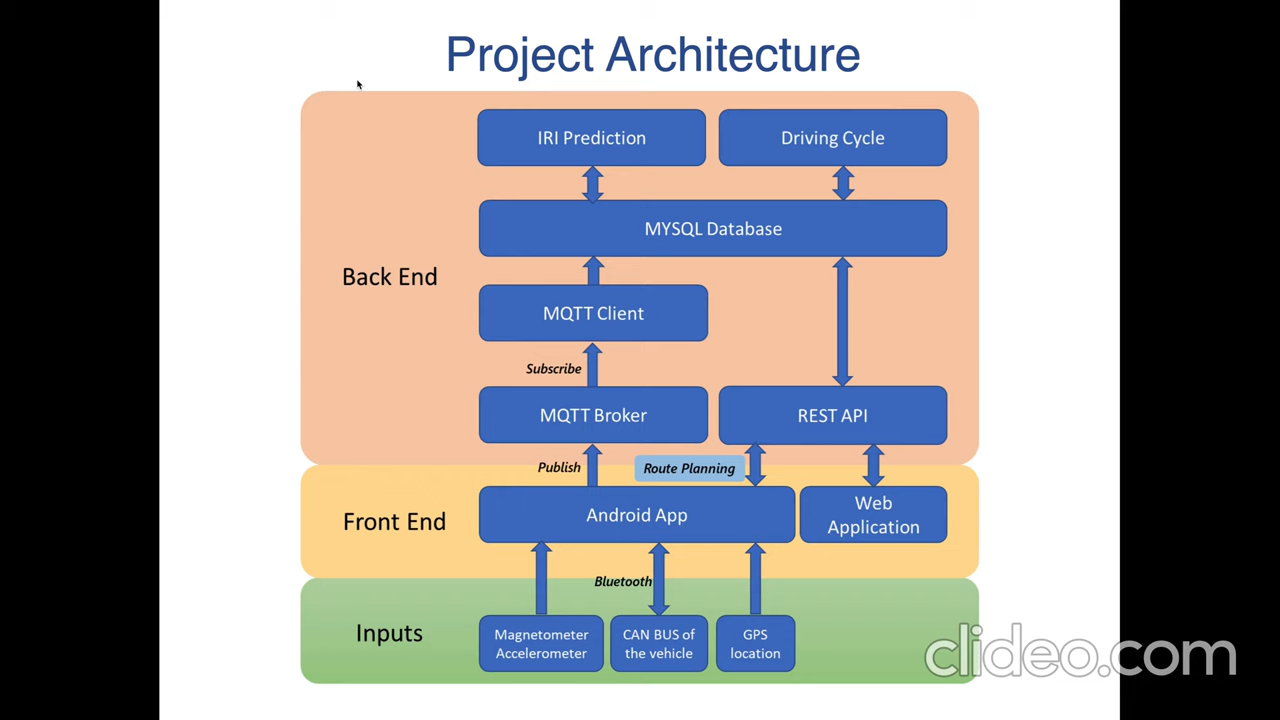 Project Architecture
IRI Prediction
Driving Cycle
MYSQL Database
Back End
MQTT Client
Subscribe
MQTT Broker
REST API
Publish
Route Planning
Front End
Android App
Web
Application
Bluetooth
Inputs
Magnetometer
Accelerometer
CAN BUS of
the vehicle
GPS
location
clideo.com